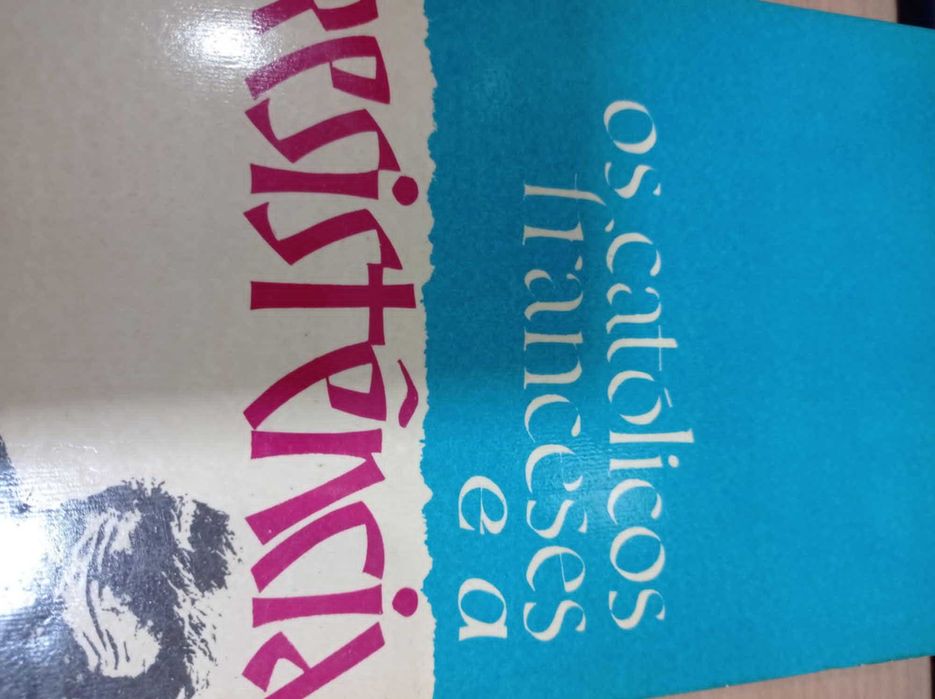 os católicos
franceses
e a
resistência